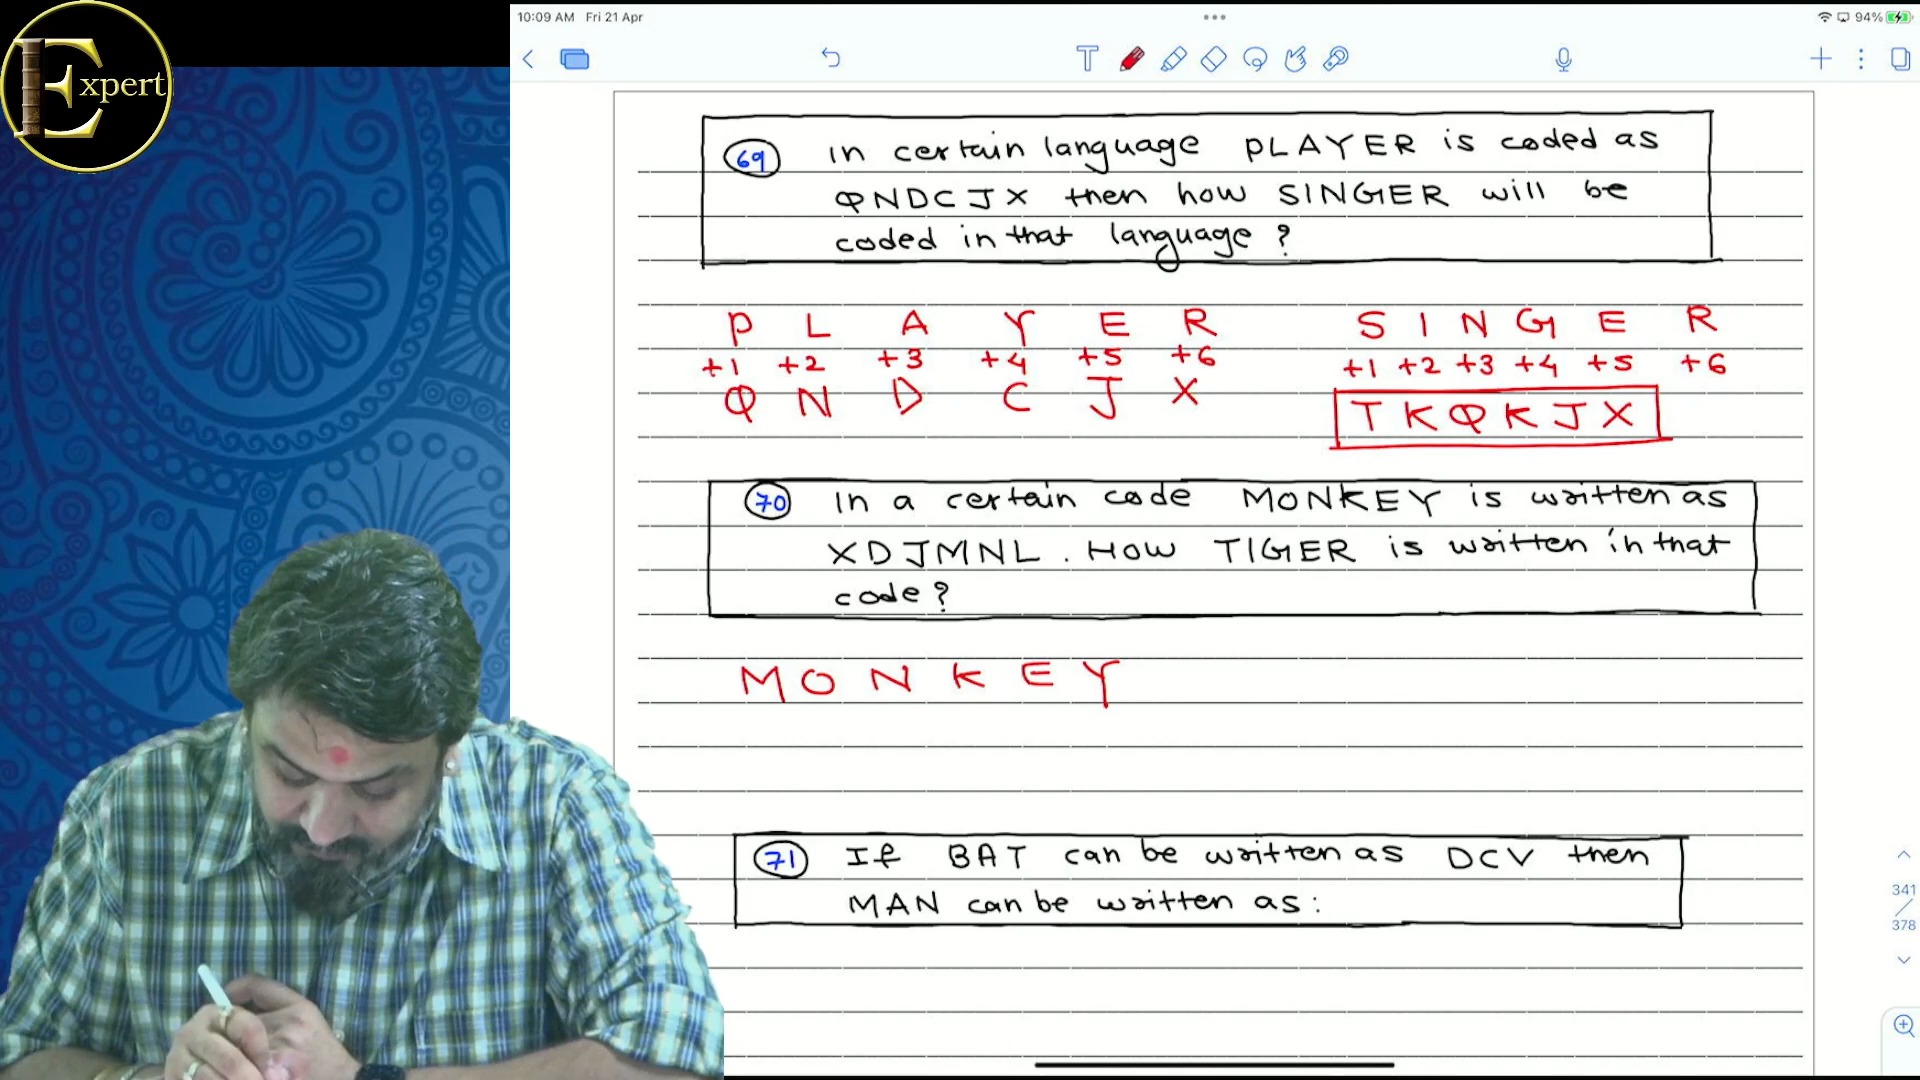 Expert
10:09 AM Fri 21 Apr
94%
69 In certain language PLAYER is coded as
QNDCJX then how SINGER will be
coded in that language ?
P L A Y E R
+1 +2 +3 +4 +5 +6
Q N D C J X
S I N G E R
+1 +2 +3 +4 +5 +6
T K Q K J X
70 In a certain code MONKEY is written as
XDJMNL . How TIGER is written in that
code ?
M O N K E Y
71 If BAT can be written as DCV then
MAN can be written as :
341
378